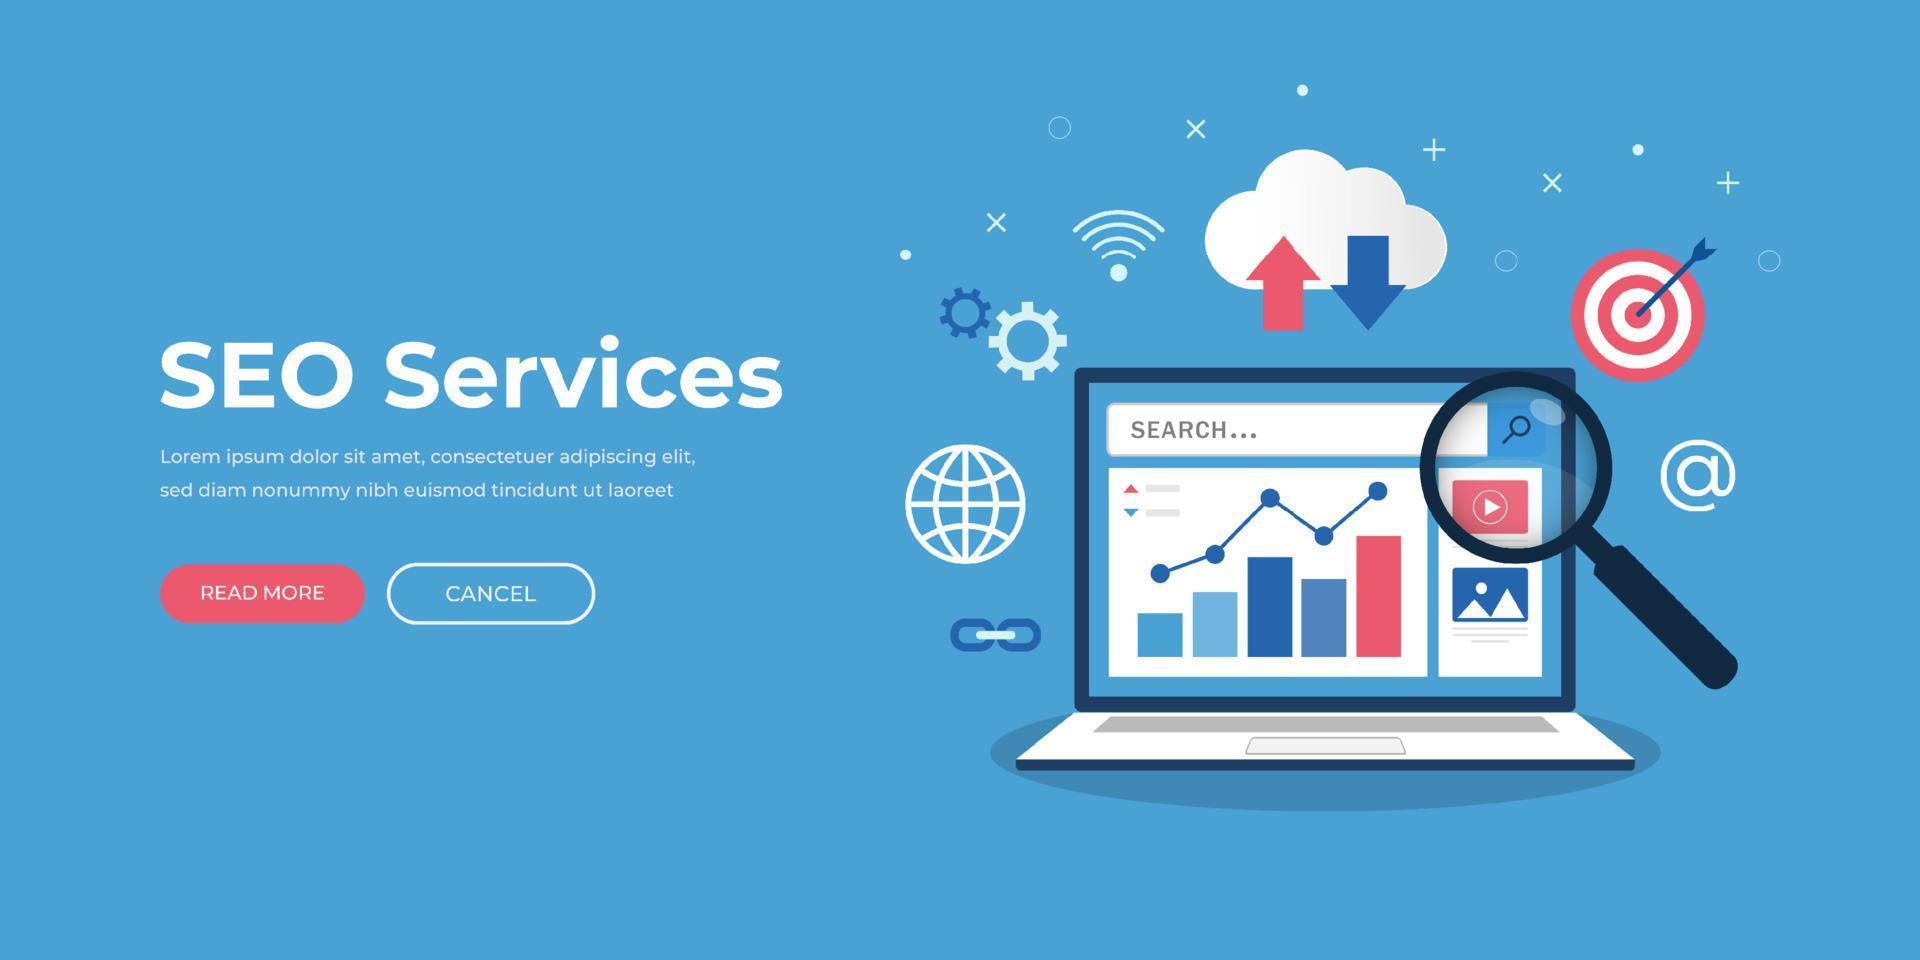 SEO Services
Lorem ipsum dolor sit amet, consectetuer adipiscing elit,
sed diam nonummy nibh euismod tincidunt ut laoreet
READ MORE
CANCEL
SEARCH...
@